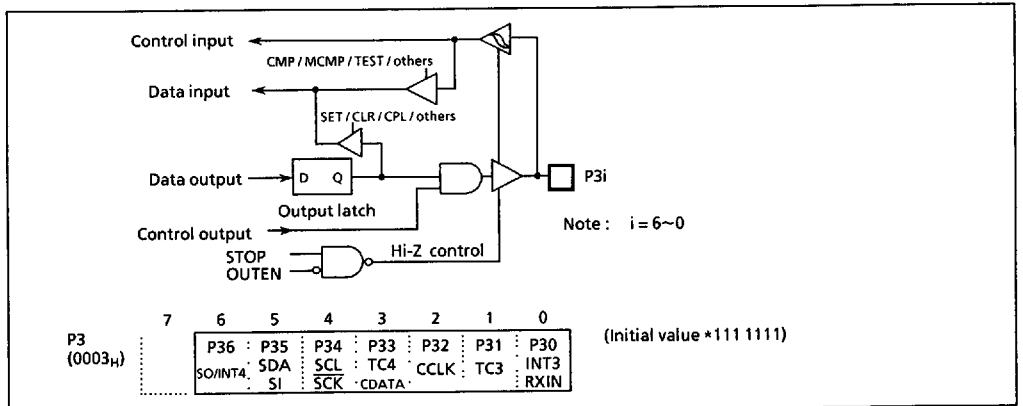 Control input
CMP / MCMP / TEST / others
Data input
SET / CLR / CPL / others
Data output
D Q
P3i
Output latch
Note : i = 6~0
Control output
STOP
OUTEN
Hi-Z control
7 6 5 4 3 2 1 0
P3
(0003H)
P36 P35 P34 P33 P32 P31 P30
SO/INT4 SDA SCL TC4 CCLK TC3 INT3
SI SCK CDATA RXIN
(Initial value *111 1111)